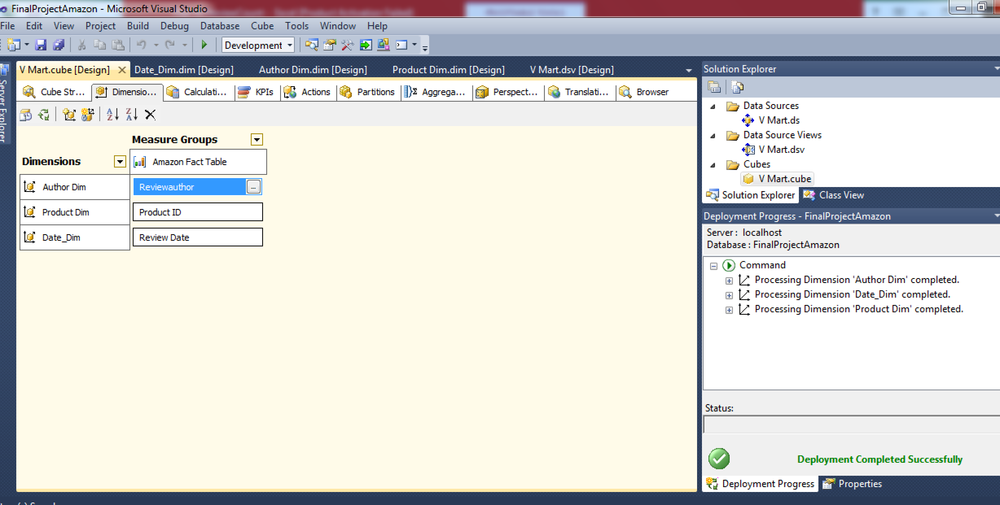 FinalProjectAmazon - Microsoft Visual Studio
File Edit View Project Build Debug Database Cube Tools Window Help
Development
Server Explorer
V Mart.cube [Design] Date_Dim.dim [Design] Author Dim.dim [Design] Product Dim.dim [Design] V Mart.dsv [Design]
Cube Str... Dimensio... Calculati... KPIs Actions Partitions Aggrega... Perspect... Translati... Browser
Measure Groups
Dimensions
Amazon Fact Table
Author Dim Reviewauthor ...
Product Dim Product ID
Date_Dim Review Date
Solution Explorer
Data Sources
V Mart.ds
Data Source Views
V Mart.dsv
Cubes
V Mart.cube
Solution Explorer Class View
Deployment Progress - FinalProjectAmazon
Server : localhost
Database : FinalProjectAmazon
Command
Processing Dimension 'Author Dim' completed.
Processing Dimension 'Date_Dim' completed.
Processing Dimension 'Product Dim' completed.
Status:
Deployment Completed Successfully
Deployment Progress Properties